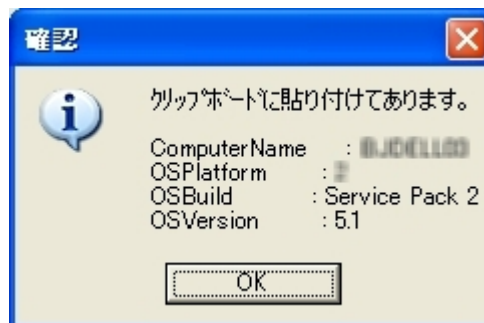 確認
クリップボードに貼り付けてあります。
ComputerName :
OSPlatform :
OSBuild : Service Pack 2
OSVersion : 5.1
OK